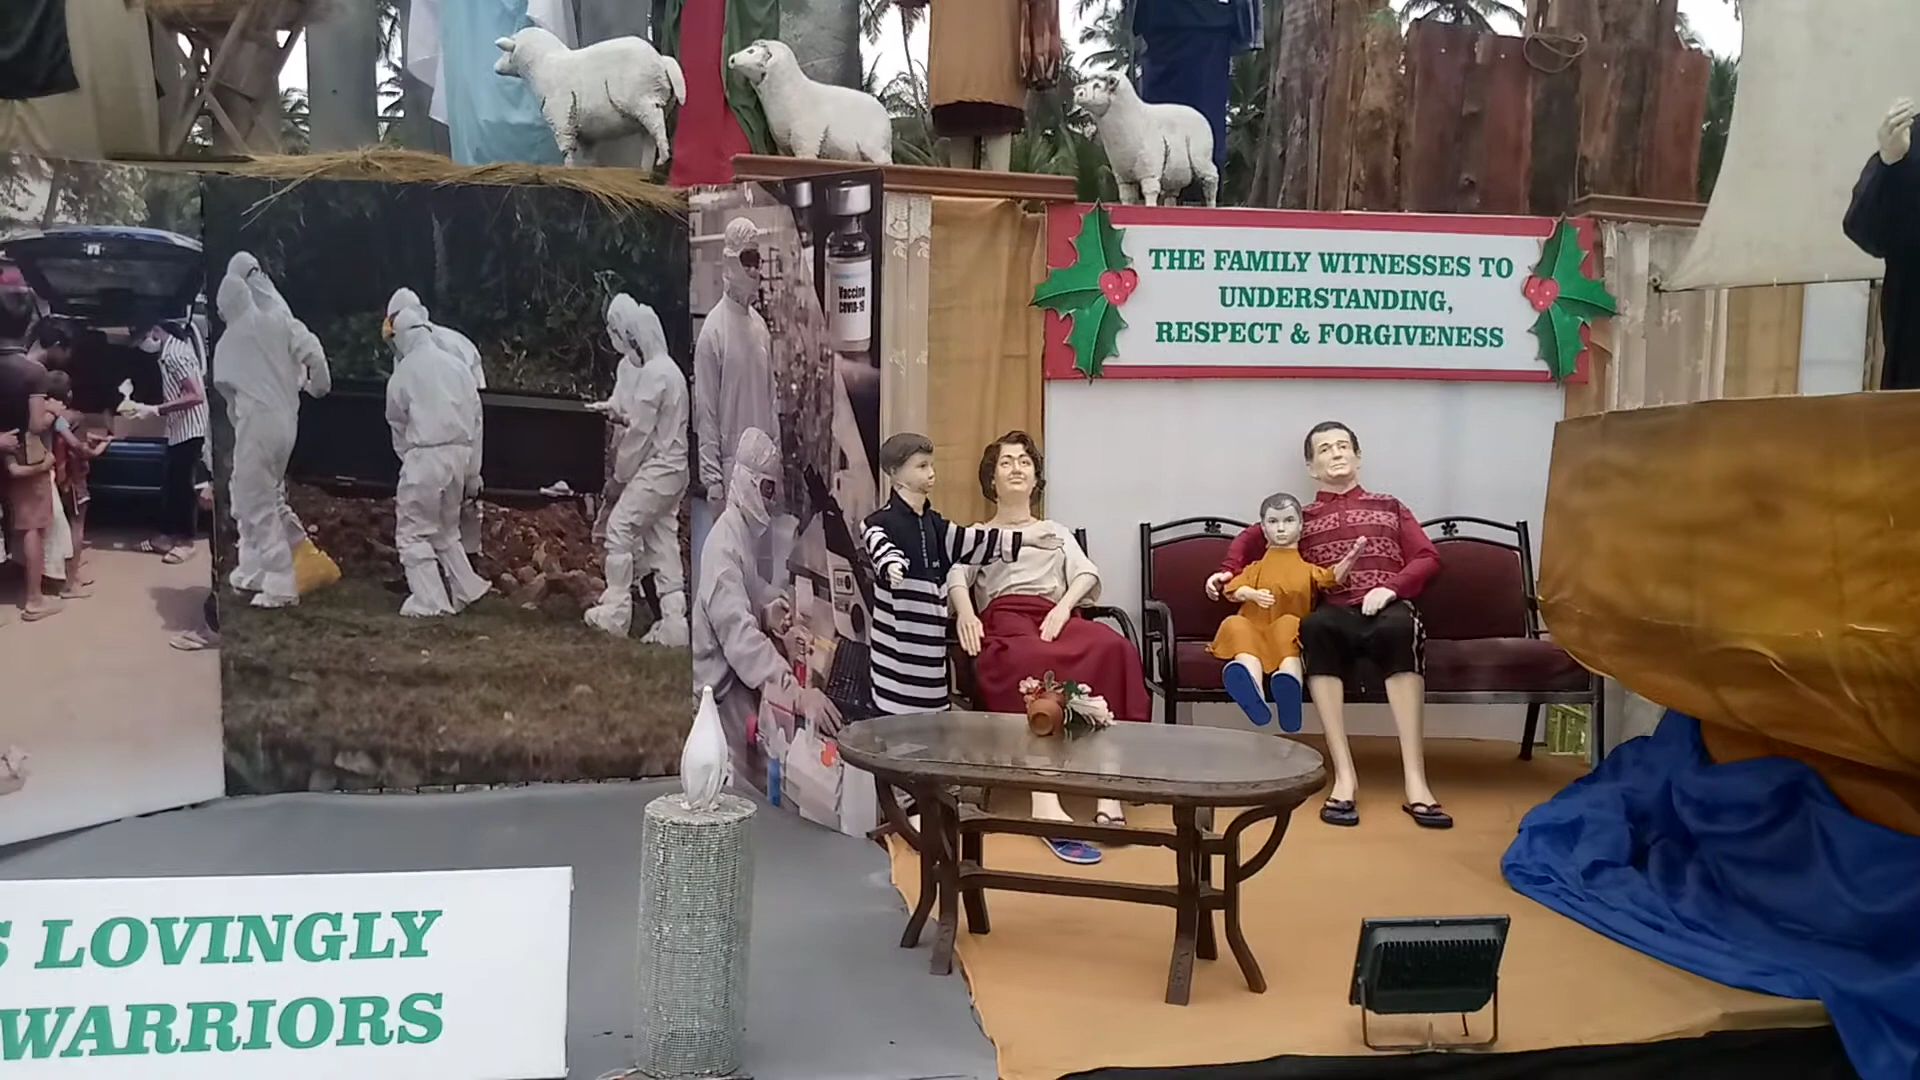 Vaccine
COVID-19
THE FAMILY WITNESSES TO
UNDERSTANDING,
RESPECT & FORGIVENESS
S LOVINGLY
WARRIORS